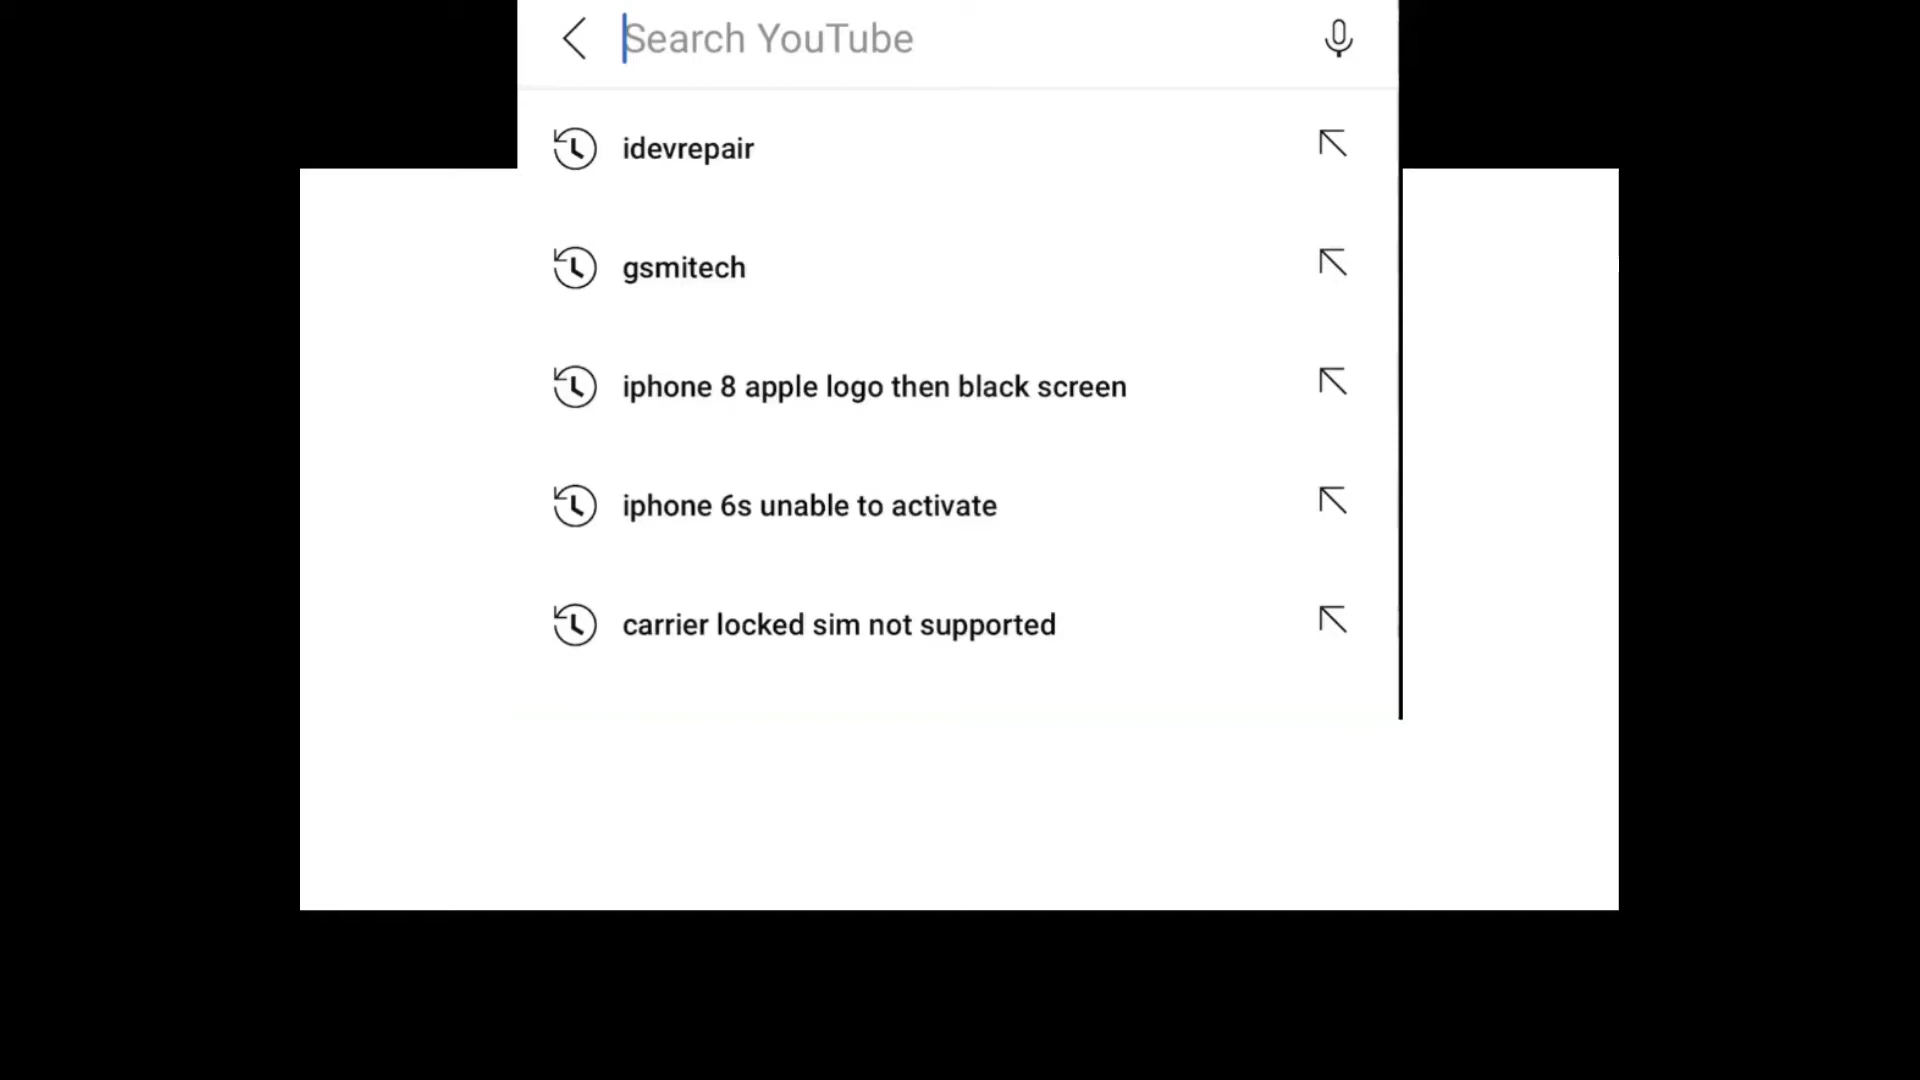 Search YouTube
idevrepair
gsmitech
iphone 8 apple logo then black screen
iphone 6s unable to activate
carrier locked sim not supported